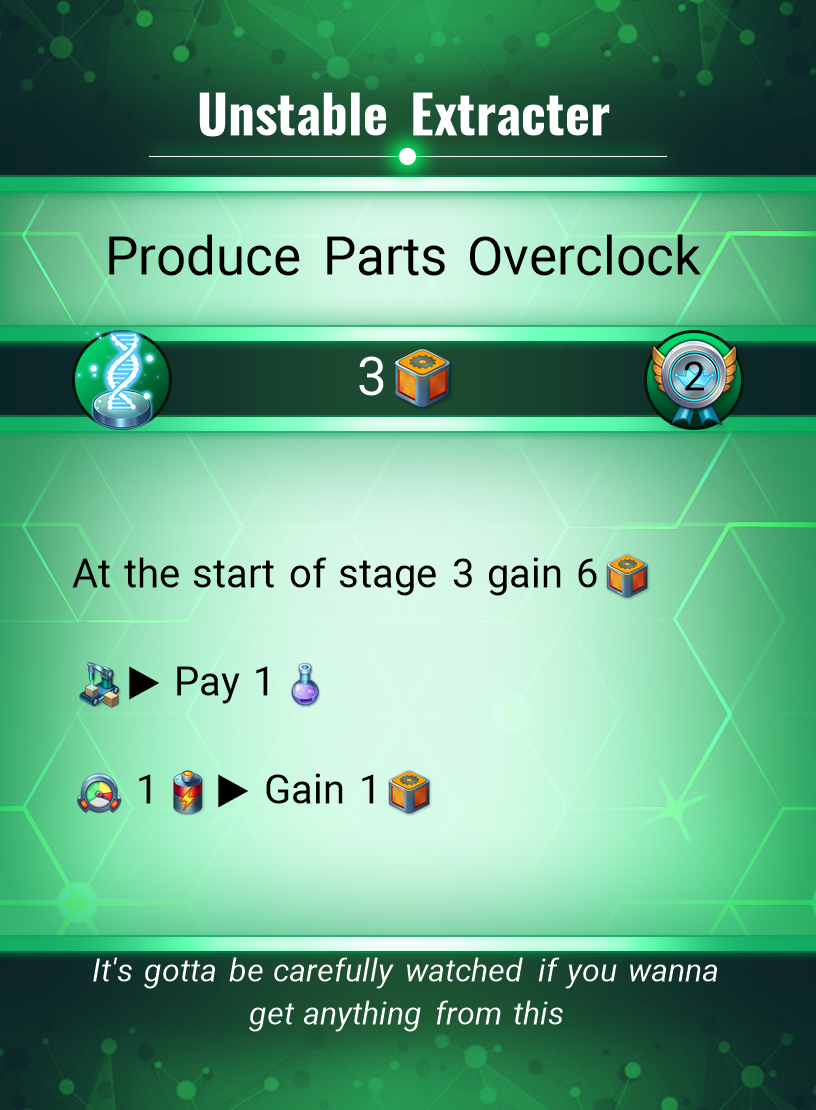 Unstable Extracter
Produce Parts Overclock
3
2
At the start of stage 3 gain 6
Pay 1
1 Gain 1
It's gotta be carefully watched if you wanna
get anything from this